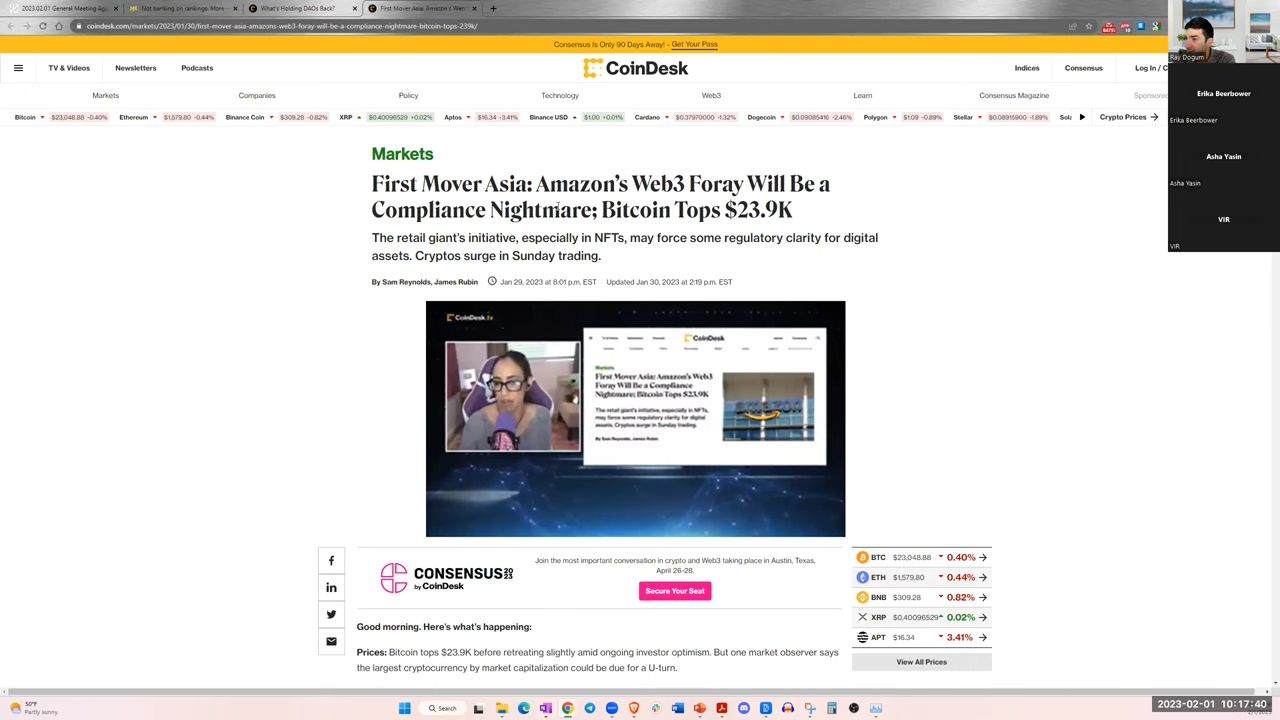 2023.02.01 General Meeting Age
Not banking on rankings: More
What's Holding DAOs Back?
First Mover Asia: Amazon's Web
coindesk.com/markets/2023/01/30/first-mover-asia-amazons-web3-foray-will-be-a-compliance-nightmare-bitcoin-tops-239k/
Consensus Is Only 90 Days Away! - Get Your Pass
TV & Videos Newsletters Podcasts CoinDesk Indices Consensus Log In / C
Markets Companies Policy Technology Web3 Learn Consensus Magazine Sponsored
Bitcoin $23,048.88 -0.40% Ethereum $1,579.80 -0.44% Binance Coin $309.28 -0.82% XRP $0.40096529 +0.02% Aptos $16.34 -3.41% Binance USD $1.00 +0.01% Cardano $0.37970000 -1.32% Dogecoin $0.09085416 -2.46% Polygon $1.09 -0.89% Stellar $0.08915900 -1.89% Sola Crypto Prices
Ray Dogum
Erika Beerbower
Erika Beerbower
Asha Yasin
Asha Yasin
VIR
VIR
Markets
First Mover Asia: Amazon's Web3 Foray Will Be a
Compliance Nightmare; Bitcoin Tops $23.9K
The retail giant's initiative, especially in NFTs, may force some regulatory clarity for digital
assets. Cryptos surge in Sunday trading.
By Sam Reynolds, James Rubin Jan 29, 2023 at 8:01 p.m. EST Updated Jan 30, 2023 at 2:19 p.m. EST
CoinDesk.tv
CoinDesk
Markets
First Mover Asia: Amazon's Web3
Foray Will Be a Compliance
Nightmare; Bitcoin Tops $23.9K
The retail giant's initiative, especially in
NFTs, may force some regulatory clarity for digital
assets. Cryptos surge in Sunday trading.
By Sam Reynolds, James Rubin
CONSENSUS 2023
by CoinDesk
Join the most important conversation in crypto and Web3 taking place in Austin, Texas,
April 26-28.
Secure Your Seat
BTC $23,048.88 0.40%
ETH $1,579.80 0.44%
BNB $309.28 0.82%
XRP $0.40096529 0.02%
APT $16.34 3.41%
View All Prices
Good morning. Here's what's happening:
Prices: Bitcoin tops $23.9K before retreating slightly amid ongoing investor optimism. But one market observer says
the largest cryptocurrency by market capitalization could be due for a U-turn.
50°F
Partly sunny
Search
2023-02-01 10:17:40